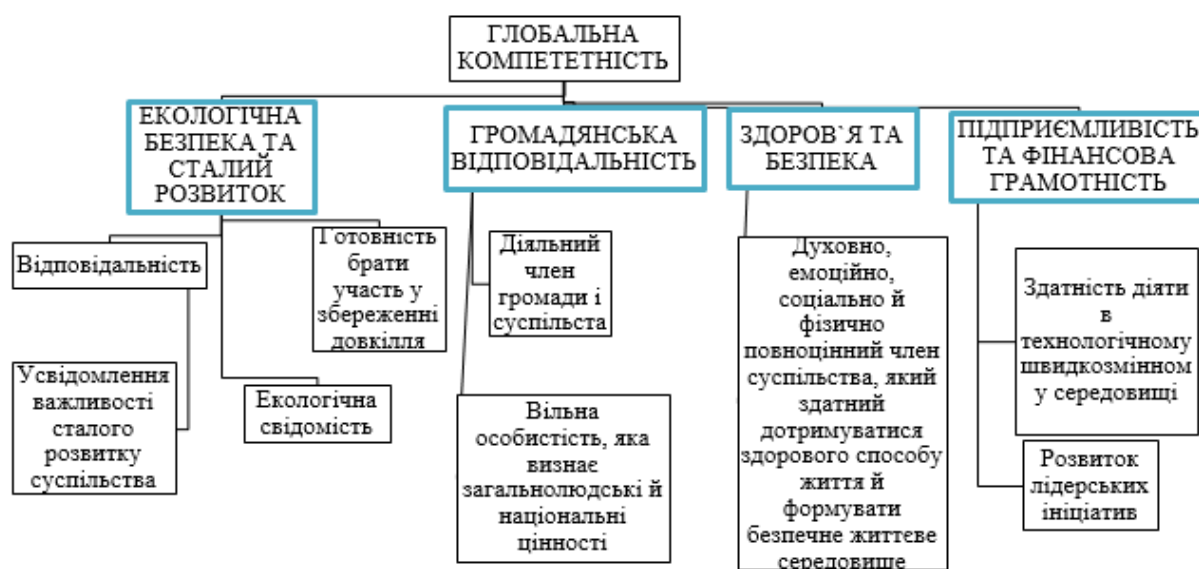 ГЛОБАЛЬНА
КОМПЕТЕТНІСТЬ
ЕКОЛОГІЧНА
БЕЗПЕКА ТА
СТАЛИЙ
РОЗВИТОК
ГРОМАДЯНСЬКА
ВІДПОВІДАЛЬНІСТЬ
ЗДОРОВ`Я ТА
БЕЗПЕКА
ПІДПРИЄМЛИВІСТЬ
ТА ФІНАНСОВА
ГРАМОТНІСТЬ
Відповідальність
Готовність
брати
участь у
збереженні
довкілля
Усвідомлення
важливості
сталого
розвитку
суспільства
Екологічна
свідомість
Діяльний
член
громади і
суспільста
Вільна
особистість, яка
визнає
загальнолюдські й
національні
цінності
Духовно,
емоційно,
соціально й
фізично
повноцінний член
суспільства, який
здатний
дотримуватися
здорового способу
життя й
формувати
безпечне життєве
середовише
Здатність діяти
в
технологічному
швидкозмінном
у середовищі
Розвиток
лідерських
ініціатив